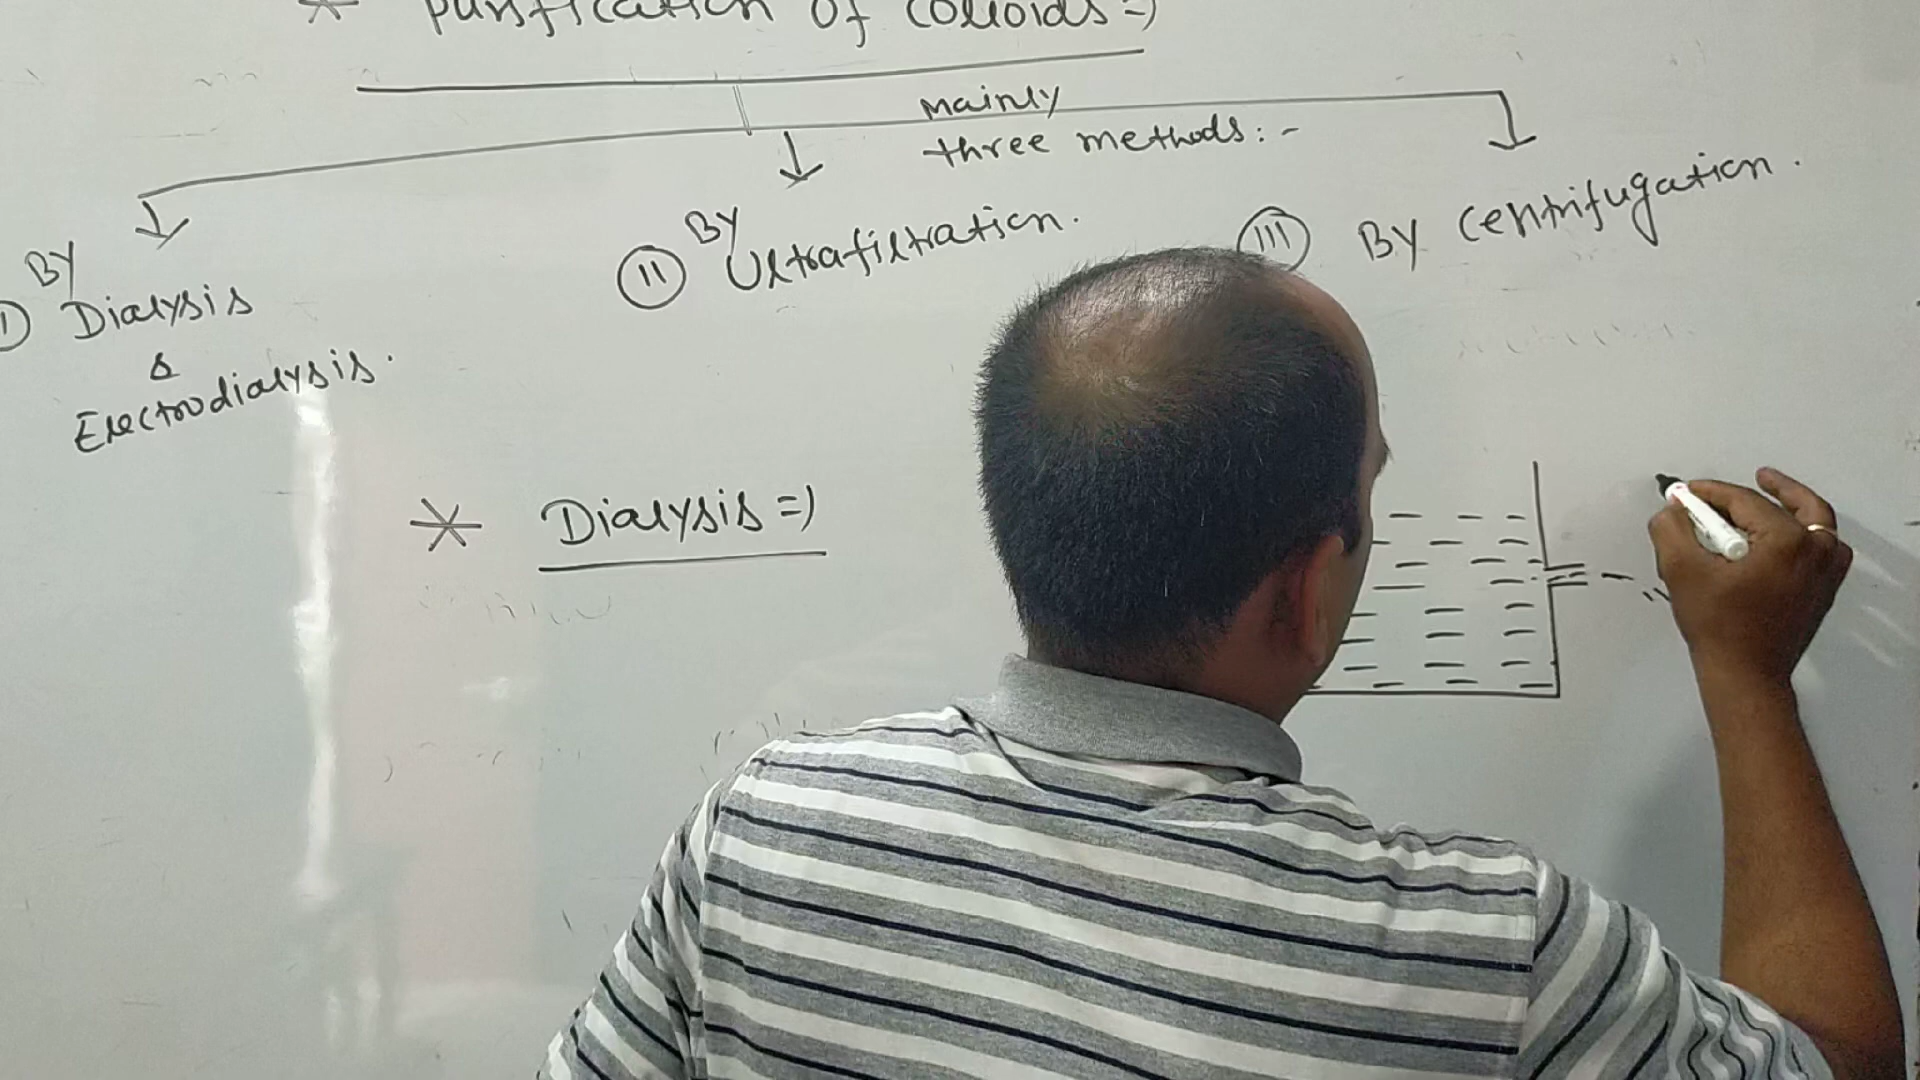 * Purification of colloids =)
mainly
three methods : -
By
I) Dialysis
&
Electrodialysis.
II By
Ultrafiltration.
III By centrifugation.
* Dialysis =)